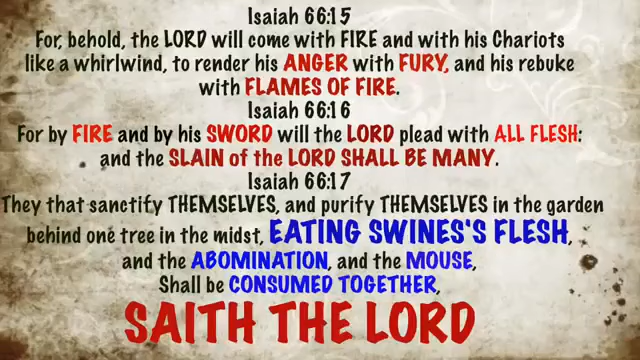 Isaiah 66:15
For, behold, the LORD will come with FIRE and with his Chariots
like a whirlwind, to render his ANGER with FURY, and his rebuke
with FLAMES OF FIRE.
Isaiah 66:16
For by FIRE and by his SWORD will the LORD plead with ALL FLESH:
and the SLAIN of the LORD SHALL BE MANY.
Isaiah 66:17
They that sanctify THEMSELVES, and purify THEMSELVES in the garden
behind one tree in the midst, EATING SWINES'S FLESH,
and the ABOMINATION, and the MOUSE,
Shall be CONSUMED TOGETHER,
SAITH THE LORD